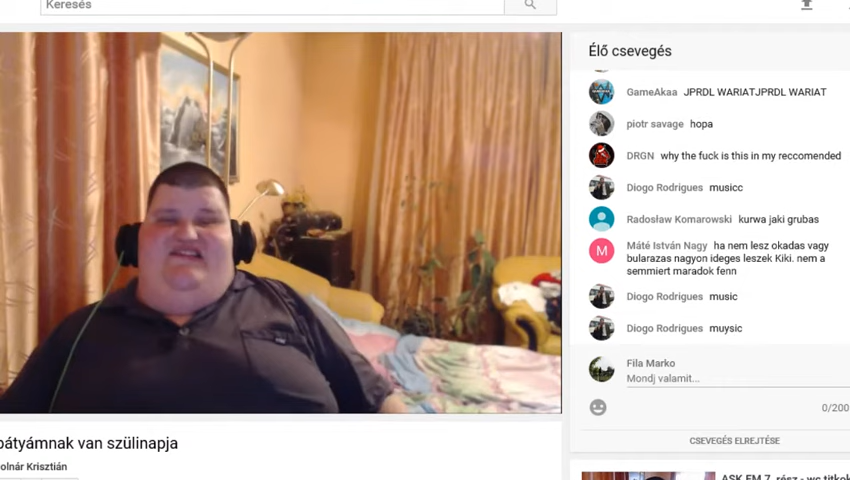 Keresés
Élő csevegés
GameAkaa JPRDL WARIATJPRDL WARIAT
piotr savage hopa
DRGN why the fuck is this in my reccomended
Diogo Rodrigues musicc
Radosław Komarowski kurwa jaki grubas
M
Máté István Nagy ha nem lesz okadas vagy
bularazas nagyon ideges leszek Kiki. nem a
semmiert maradok fenn
Diogo Rodrigues music
Diogo Rodrigues muysic
Fila Marko
Mondj valamit...
0/200
CSEVEGÉS ELREJTÉSE
bátyámnak van szülinapja
olnár Krisztián
ASK.FM 7. rész - wc titkok